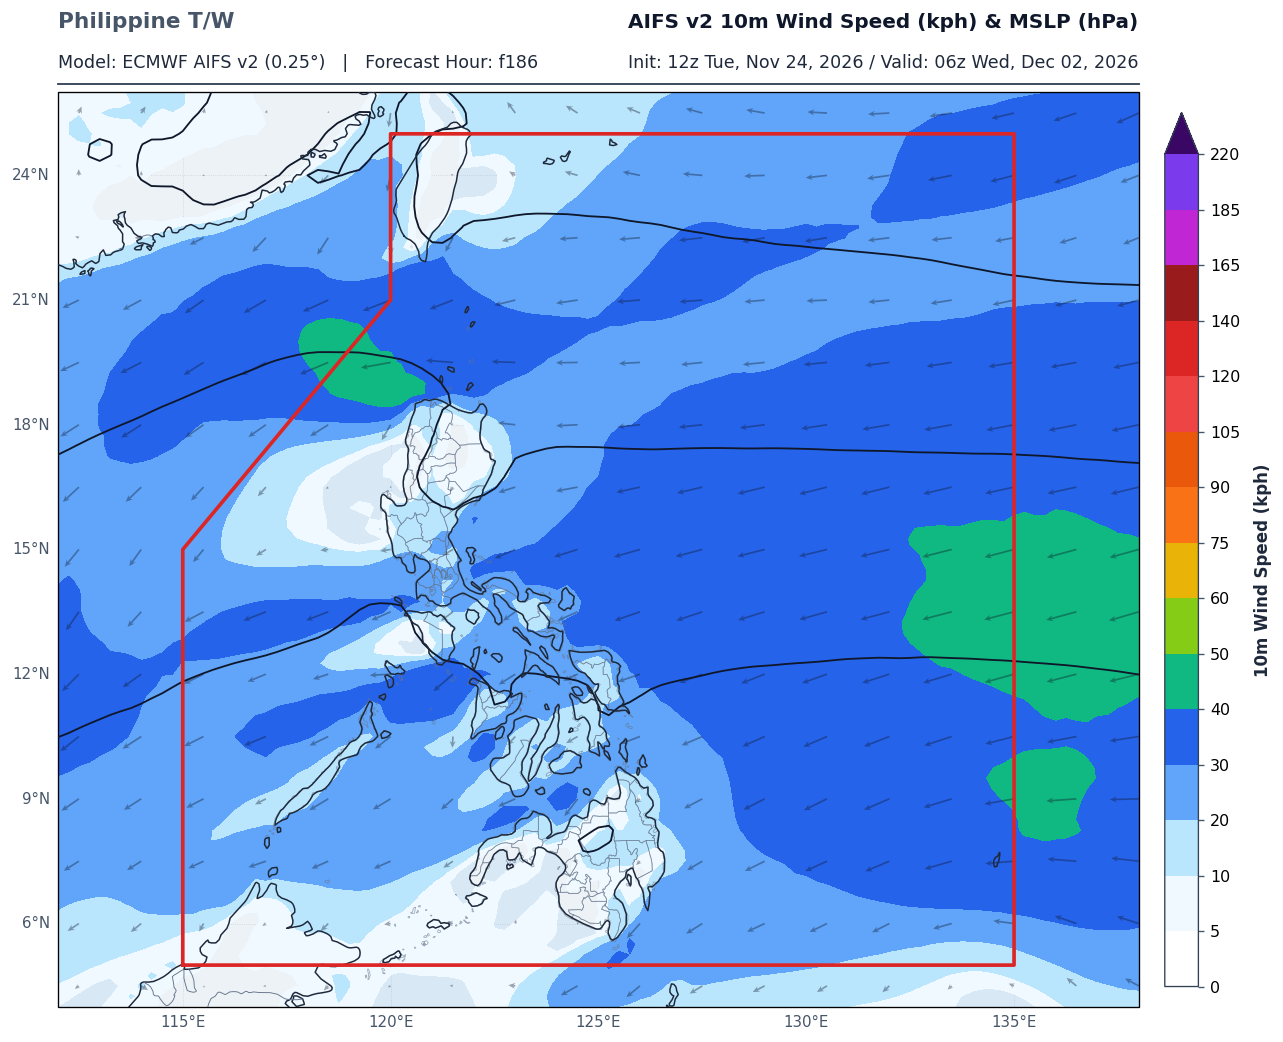 Philippine T/W
AIFS v2 10m Wind Speed (kph) & MSLP (hPa)
Model: ECMWF AIFS v2 (0.25°) | Forecast Hour: f186
Init: 12z Tue, Nov 24, 2026 / Valid: 06z Wed, Dec 02, 2026
24°N
21°N
18°N
15°N
12°N
9°N
6°N
115°E
120°E
125°E
130°E
135°E
220
185
165
140
120
105
90
75
60
50
40
30
20
10
5
0
10m Wind Speed (kph)